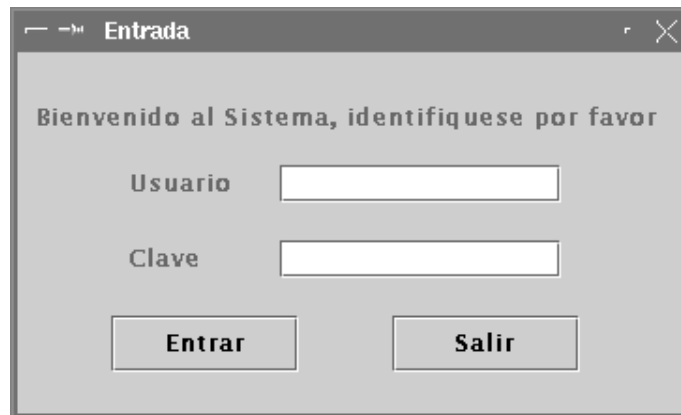 Entrada
Bienvenido al Sistema, identifiquese por favor
Usuario
Clave
Entrar Salir